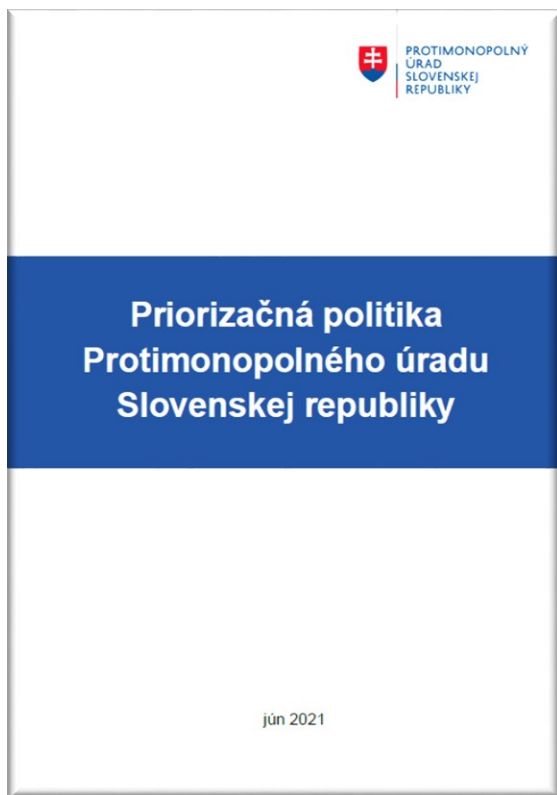 PROTIMONOPOLNÝ
ÚRAD
SLOVENSKEJ
REPUBLIKY
Priorizačná politika
Protimonopolného úradu
Slovenskej republiky
jún 2021